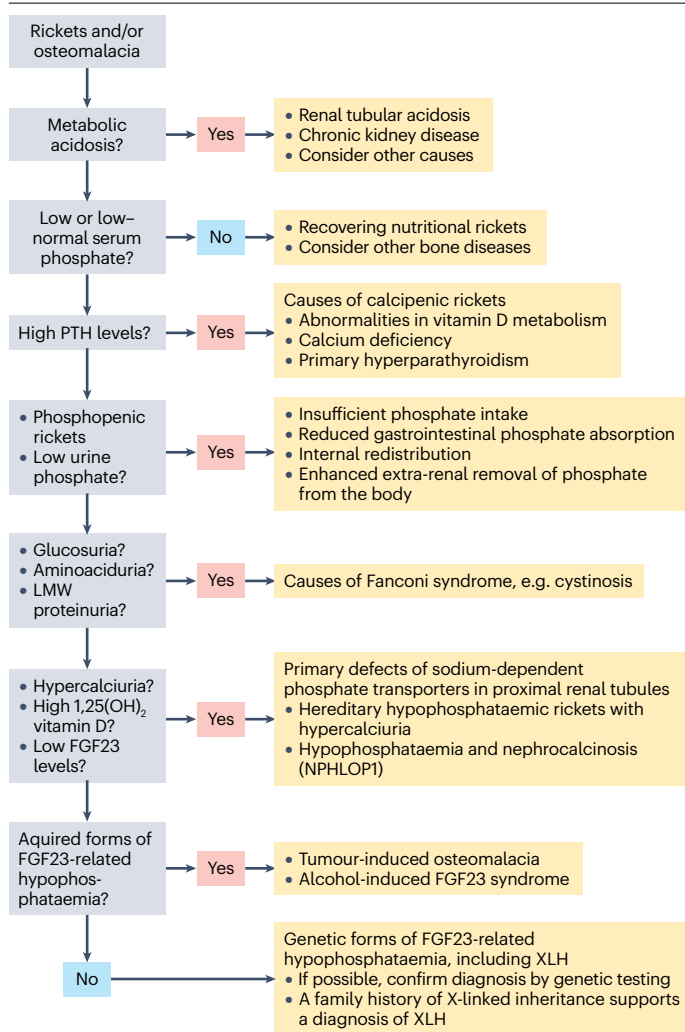 Rickets and/or
osteomalacia
Metabolic
acidosis?
Yes
• Renal tubular acidosis
• Chronic kidney disease
• Consider other causes
Low or low–
normal serum
phosphate?
No
• Recovering nutritional rickets
• Consider other bone diseases
High PTH levels?
Yes
Causes of calcipenic rickets
• Abnormalities in vitamin D metabolism
• Calcium deficiency
• Primary hyperparathyroidism
• Phosphopenic
rickets
• Low urine
phosphate?
Yes
• Insufficient phosphate intake
• Reduced gastrointestinal phosphate absorption
• Internal redistribution
• Enhanced extra-renal removal of phosphate
from the body
• Glucosuria?
• Aminoaciduria?
• LMW
proteinuria?
Yes
Causes of Fanconi syndrome, e.g. cystinosis
• Hypercalciuria?
• High 1,25(OH)₂
vitamin D?
• Low FGF23
levels?
Yes
Primary defects of sodium-dependent
phosphate transporters in proximal renal tubules
• Hereditary hypophosphataemic rickets with
hypercalciuria
• Hypophosphataemia and nephrocalcinosis
(NPHLOP1)
Aquired forms of
FGF23-related
hypophos-
phataemia?
Yes
• Tumour-induced osteomalacia
• Alcohol-induced FGF23 syndrome
No
Genetic forms of FGF23-related
hypophosphataemia, including XLH
• If possible, confirm diagnosis by genetic testing
• A family history of X-linked inheritance supports
a diagnosis of XLH